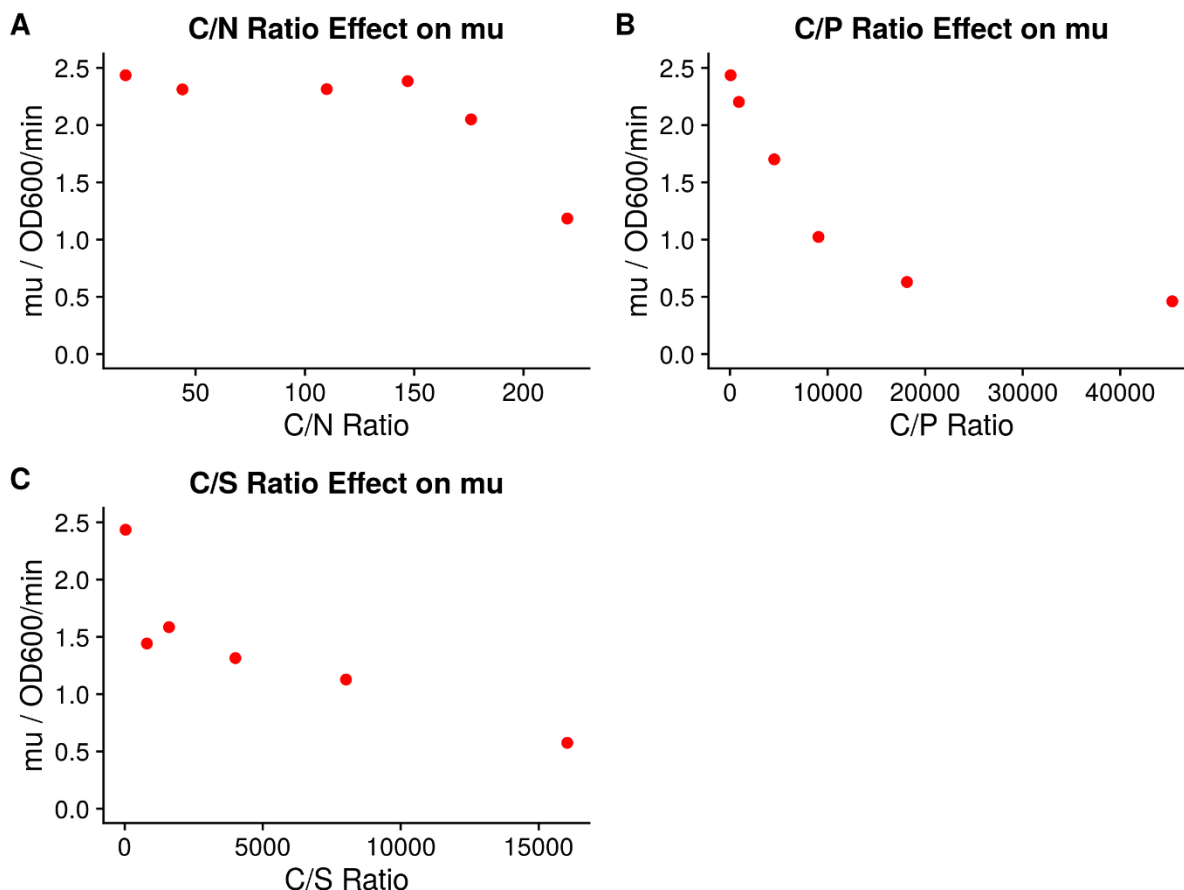 A
C/N Ratio Effect on mu
mu / OD600/min
2.5
2.0
1.5
1.0
0.5
0.0
50 100 150 200
C/N Ratio
B
C/P Ratio Effect on mu
mu / OD600/min
2.5
2.0
1.5
1.0
0.5
0.0
0 10000 20000 30000 40000
C/P Ratio
C
C/S Ratio Effect on mu
mu / OD600/min
2.5
2.0
1.5
1.0
0.5
0.0
0 5000 10000 15000
C/S Ratio